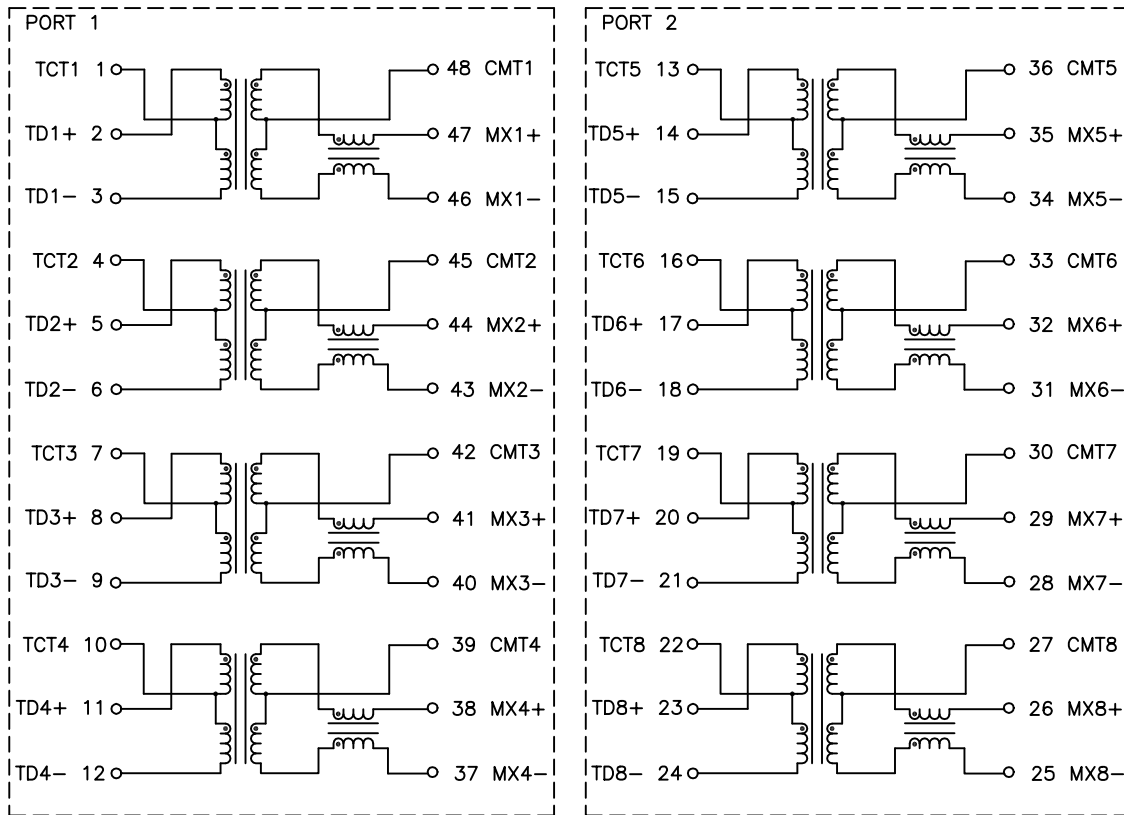 PORT 1
TCT1 1 48 CMT1
TD1+ 2 47 MX1+
TD1- 3 46 MX1-
TCT2 4 45 CMT2
TD2+ 5 44 MX2+
TD2- 6 43 MX2-
TCT3 7 42 CMT3
TD3+ 8 41 MX3+
TD3- 9 40 MX3-
TCT4 10 39 CMT4
TD4+ 11 38 MX4+
TD4- 12 37 MX4-
PORT 2
TCT5 13 36 CMT5
TD5+ 14 35 MX5+
TD5- 15 34 MX5-
TCT6 16 33 CMT6
TD6+ 17 32 MX6+
TD6- 18 31 MX6-
TCT7 19 30 CMT7
TD7+ 20 29 MX7+
TD7- 21 28 MX7-
TCT8 22 27 CMT8
TD8+ 23 26 MX8+
TD8- 24 25 MX8-